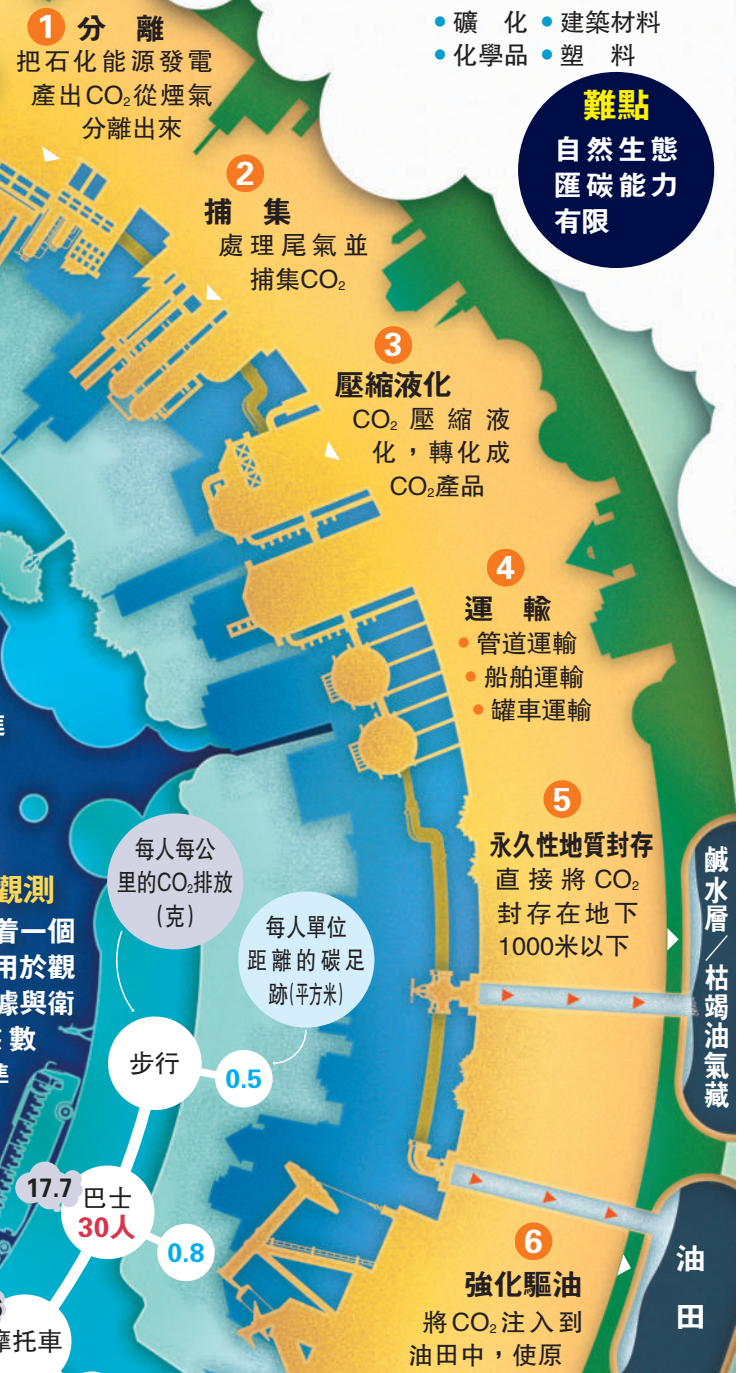 • 礦　化 • 建築材料
• 化學品 • 塑　料
難點
自然生態
匯碳能力
有限
1 分　離
把石化能源發電
產出CO₂從煙氣
分離出來
2
捕　集
處理尾氣並
捕集CO₂
3
壓縮液化
CO₂壓縮液
化，轉化成
CO₂產品
4
運　輸
• 管道運輸
• 船舶運輸
• 罐車運輸
5
永久性地質封存
直接將CO₂
封存在地下
1000米以下
鹹水層／枯竭油氣藏
6
強化驅油
將CO₂注入到
油田中，使原
油田
觀測
着一個
用於觀
據與衛
數
每人每公
里的CO₂排放
(克)
每人單位
距離的碳足
跡(平方米)
步行
0.5
17.7
巴士
30人
0.8
摩托車